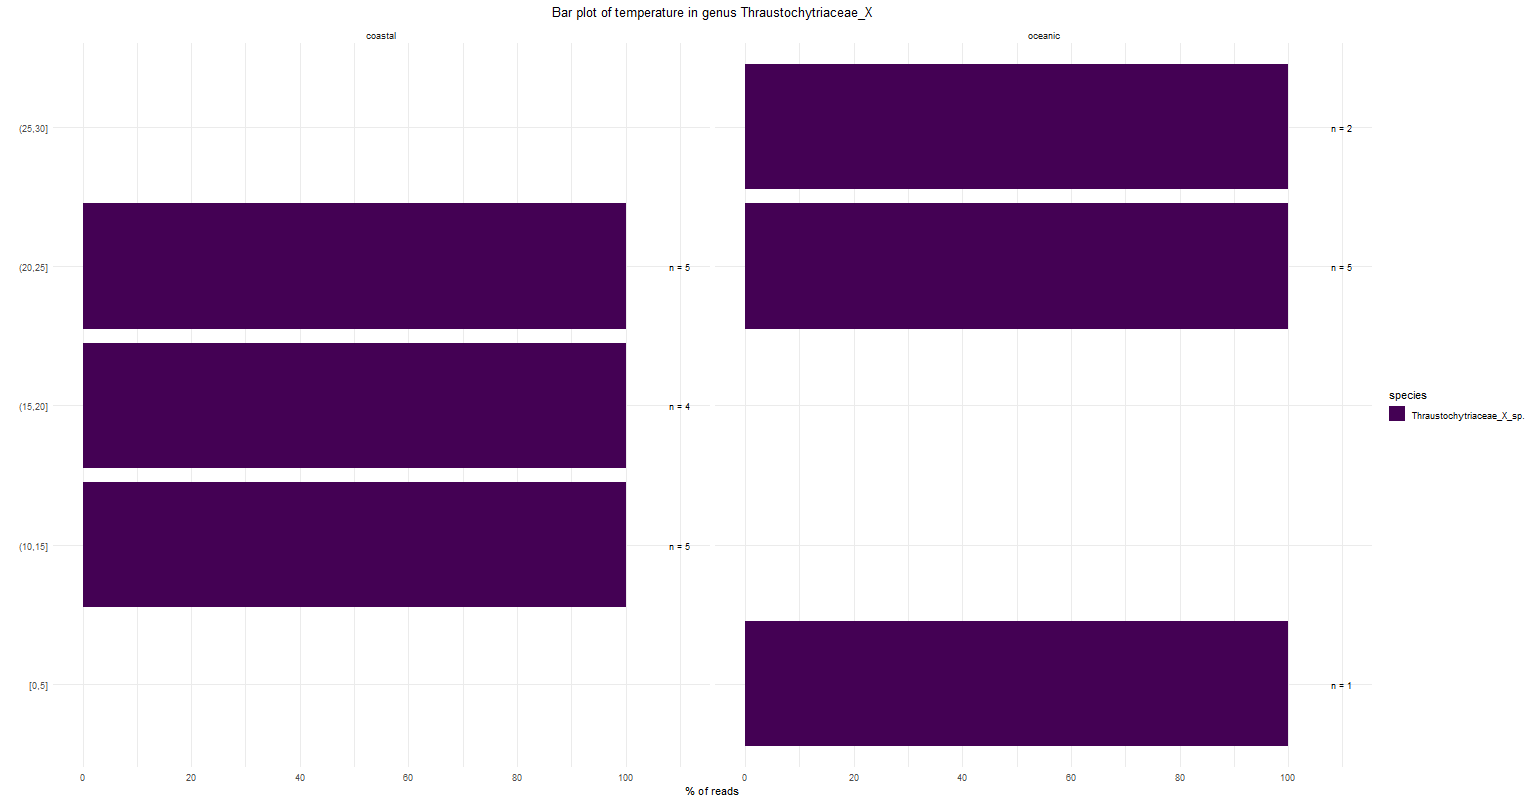 Bar plot of temperature in genus Thraustochytriaceae_X
coastal
oceanic
(25,30]
n = 2
(20,25]
n = 5
n = 5
(15,20]
n = 4
species
Thraustochytriaceae_X_sp.
(10,15]
n = 5
[0,5]
n = 1
0 20 40 60 80 100
0 20 40 60 80 100
% of reads